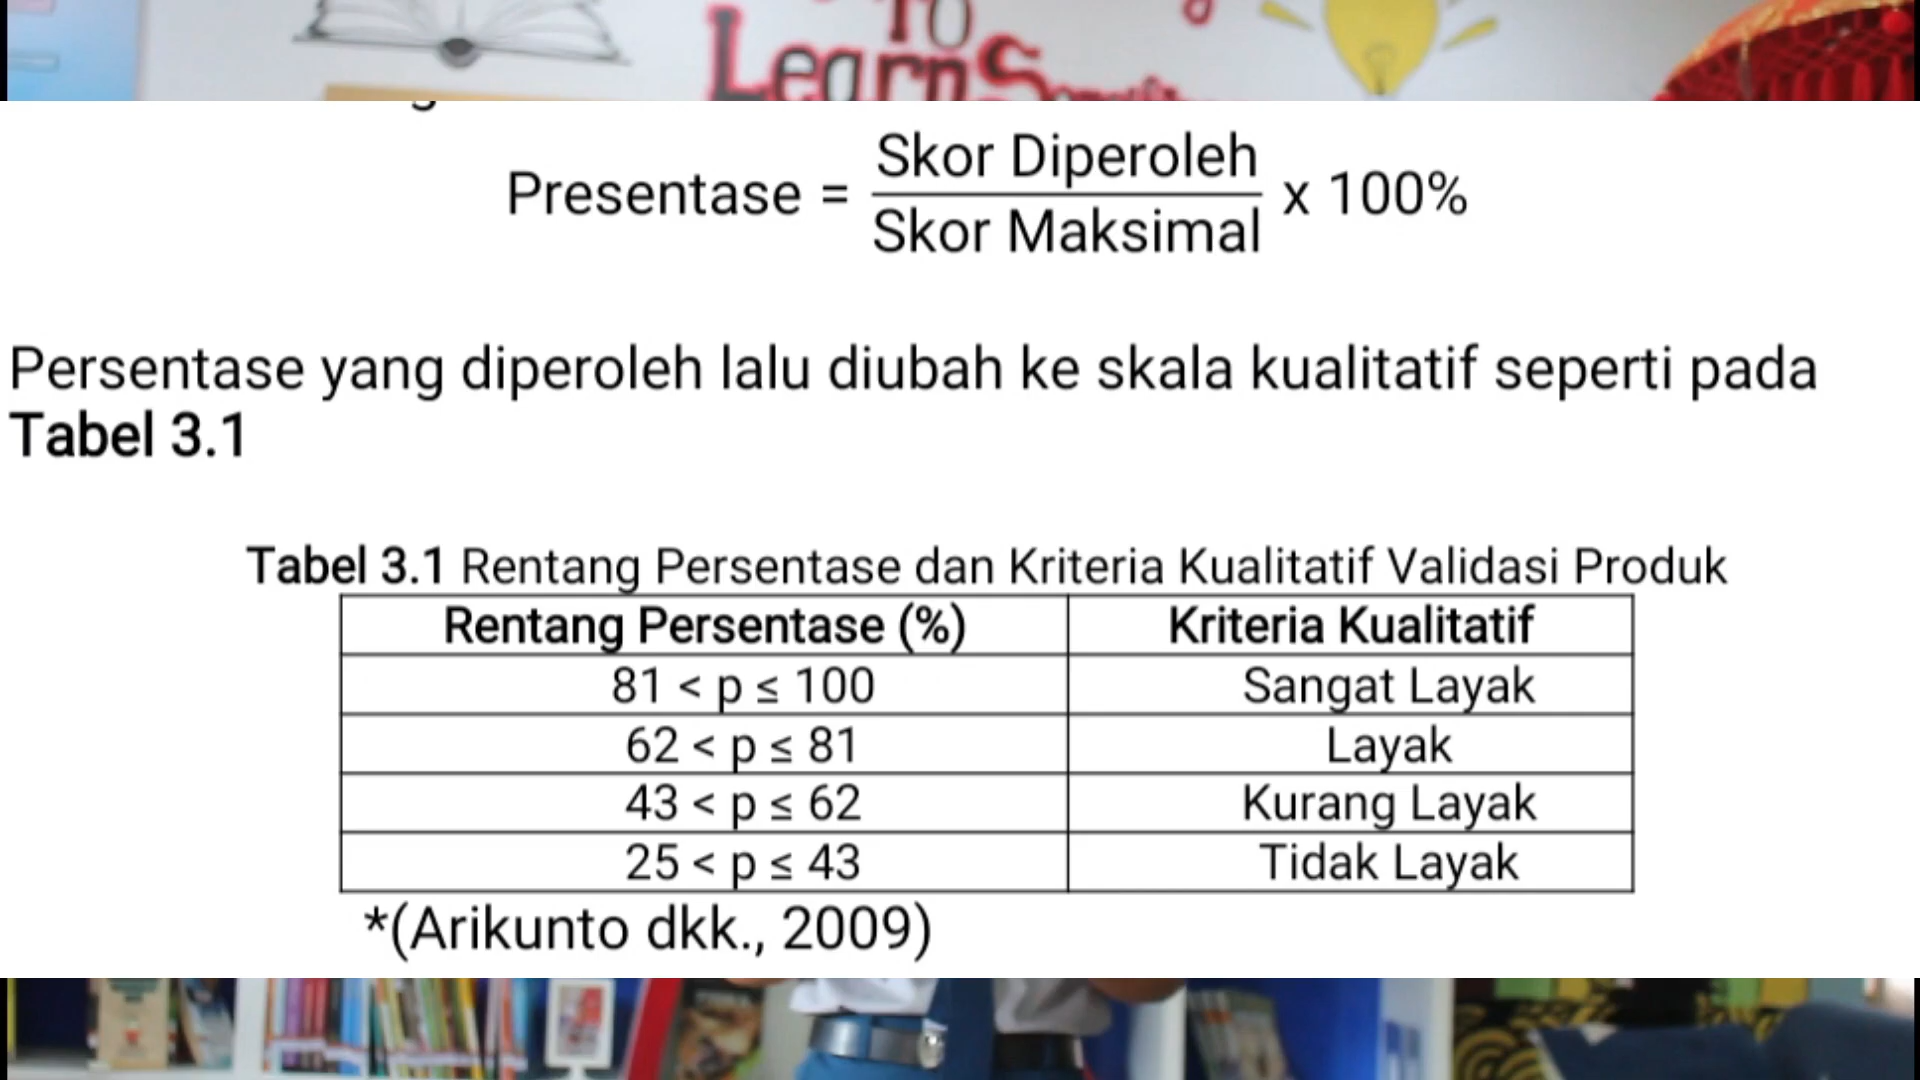 TO
Learn
Presentase = Skor Diperoleh / Skor Maksimal x 100%
Persentase yang diperoleh lalu diubah ke skala kualitatif seperti pada
Tabel 3.1
Tabel 3.1 Rentang Persentase dan Kriteria Kualitatif Validasi Produk
Rentang Persentase (%) Kriteria Kualitatif
81 < p ≤ 100 Sangat Layak
62 < p ≤ 81 Layak
43 < p ≤ 62 Kurang Layak
25 < p ≤ 43 Tidak Layak
*(Arikunto dkk., 2009)